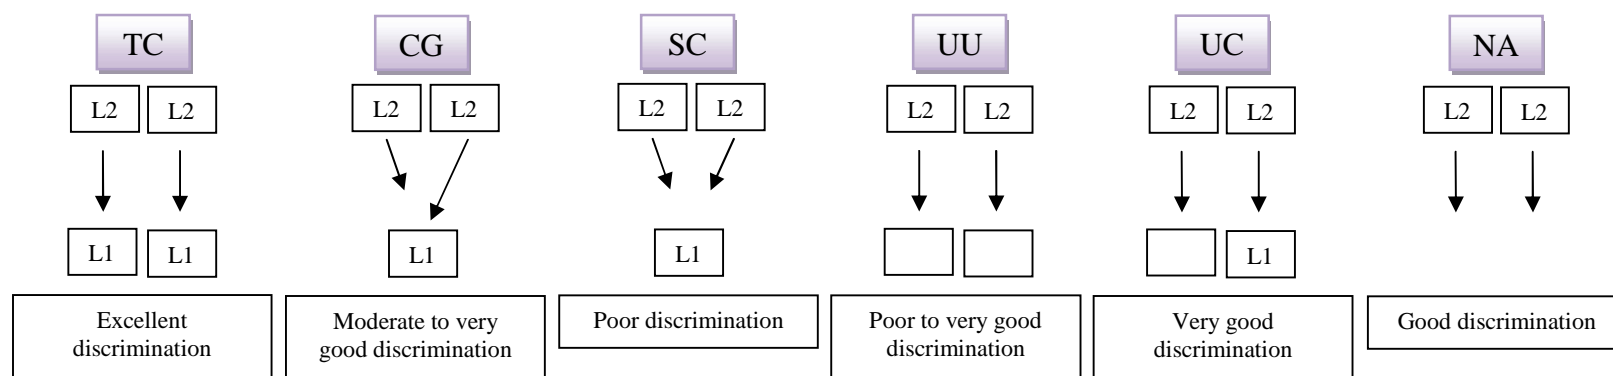 TC
CG
SC
UU
UC
NA
L2 L2
L2 L2
L2 L2
L2 L2
L2 L2
L2 L2
L1 L1
L1
L1
L1
Excellent
discrimination
Moderate to very
good discrimination
Poor discrimination
Poor to very good
discrimination
Very good
discrimination
Good discrimination